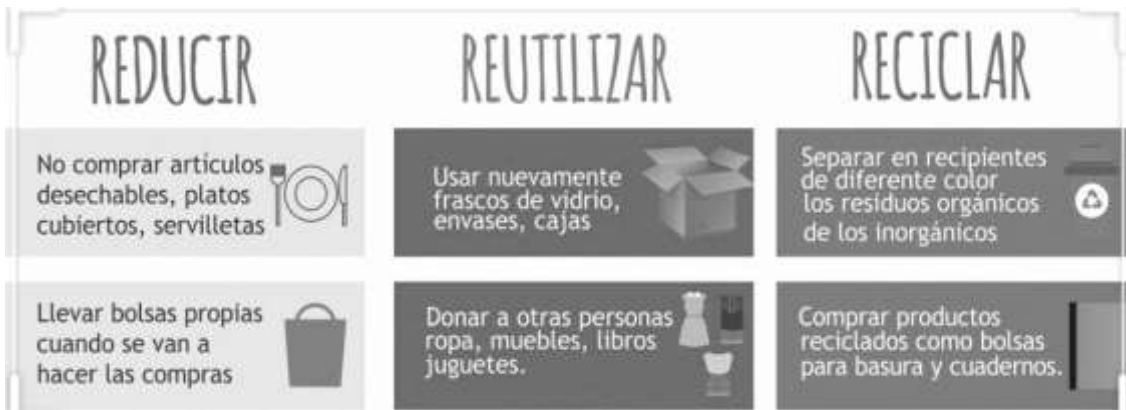 REDUCIR
REUTILIZAR
RECICLAR
No comprar artículos
desechables, platos
cubiertos, servilletas
Usar nuevamente
frascos de vidrio,
envases, cajas
Separar en recipientes
de diferente color
los residuos orgánicos
de los inorgánicos
Llevar bolsas propias
cuando se van a
hacer las compras
Donar a otras personas
ropa, muebles, libros
juguetes.
Comprar productos
reciclados como bolsas
para basura y cuadernos.